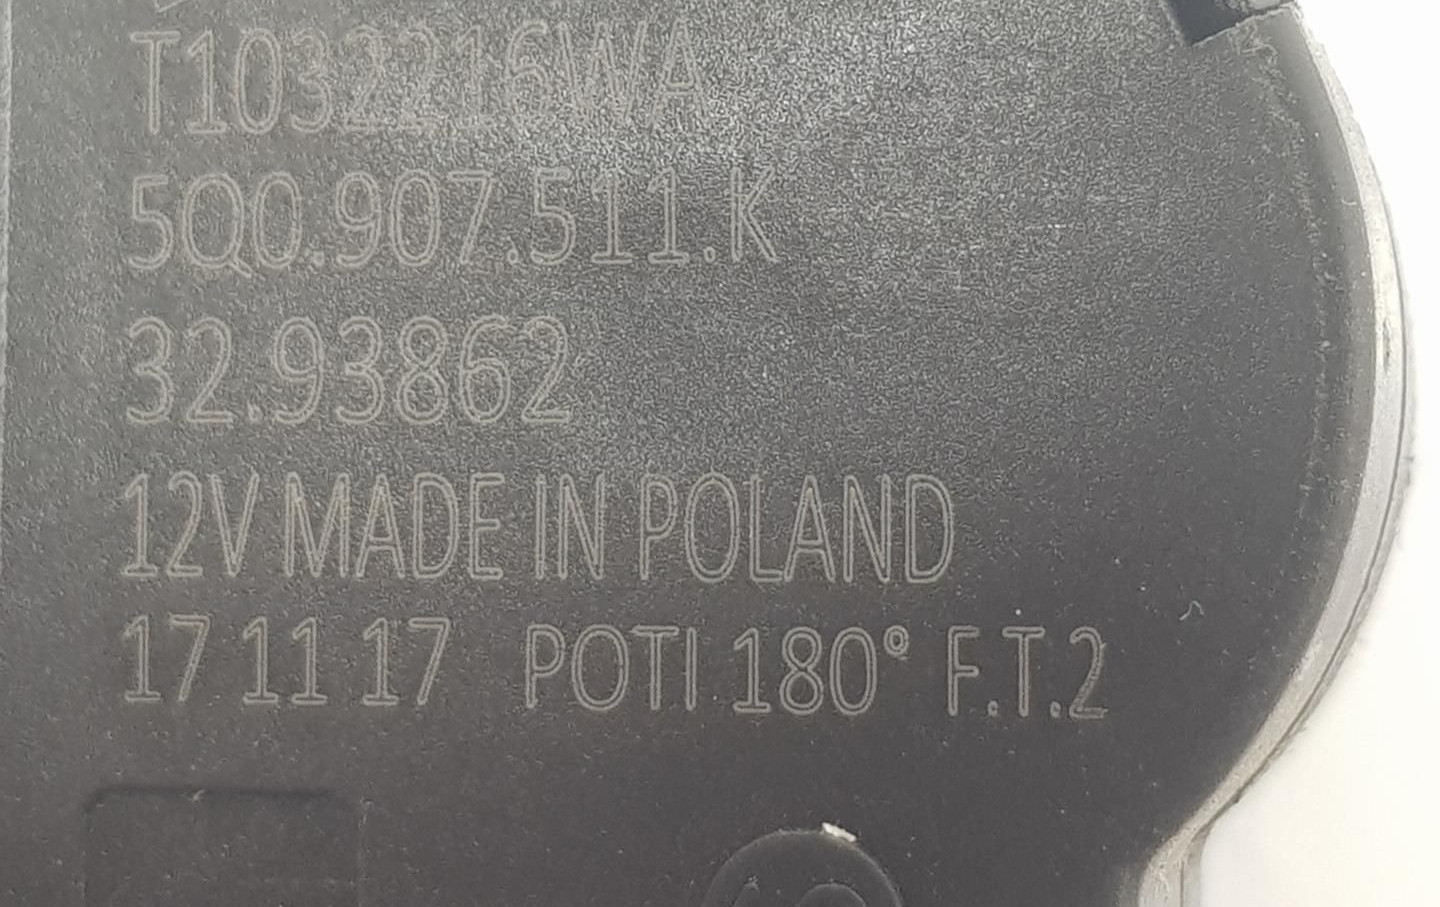 T1032216WA
5Q0.907.511.K
32.93862
12V MADE IN POLAND
17 11 17 POTI 180° F.T.2